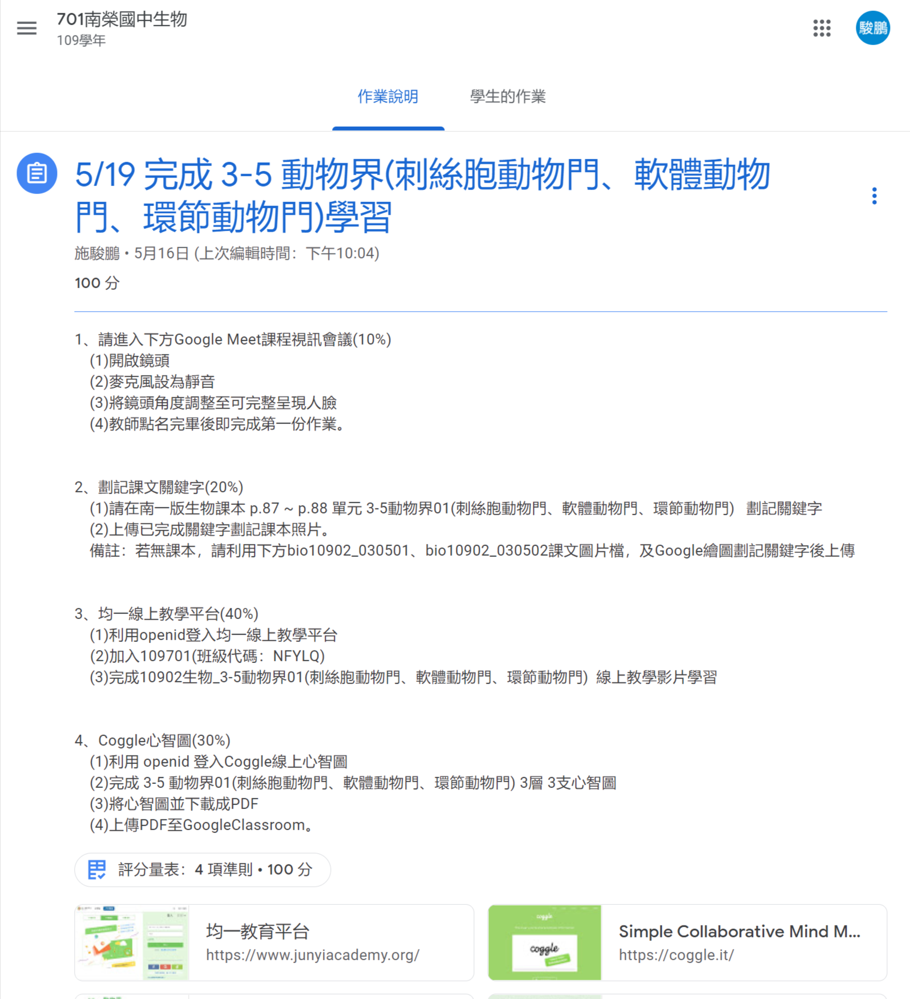 701南榮國中生物
109學年
駿鵬
作業說明
學生的作業
5/19 完成 3-5 動物界(刺絲胞動物門、軟體動物
門、環節動物門)學習
施駿鵬 • 5月16日 (上次編輯時間：下午10:04)
100 分
1、請進入下方Google Meet課程視訊會議(10%)
(1)開啟鏡頭
(2)麥克風設為靜音
(3)將鏡頭角度調整至可完整呈現人臉
(4)教師點名完畢後即完成第一份作業。
2、劃記課文關鍵字(20%)
(1)請在南一版生物課本 p.87 ~ p.88 單元 3-5動物界01(刺絲胞動物門、軟體動物門、環節動物門) 劃記關鍵字
(2)上傳已完成關鍵字劃記課本照片。
備註：若無課本，請利用下方bio10902_030501、bio10902_030502課文圖片檔，及Google繪圖劃記關鍵字後上傳
3、均一線上教學平台(40%)
(1)利用openid登入均一線上教學平台
(2)加入109701(班級代碼：NFYLQ)
(3)完成10902生物_3-5動物界01(刺絲胞動物門、軟體動物門、環節動物門) 線上教學影片學習
4、Coggle心智圖(30%)
(1)利用 openid 登入Coggle線上心智圖
(2)完成 3-5 動物界01(刺絲胞動物門、軟體動物門、環節動物門) 3層 3支心智圖
(3)將心智圖並下載成PDF
(4)上傳PDF至GoogleClassroom。
評分量表：4 項準則 • 100 分
均一教育平台
https://www.junyiacademy.org/
coggle
coggle
Simple Collaborative Mind M...
https://coggle.it/